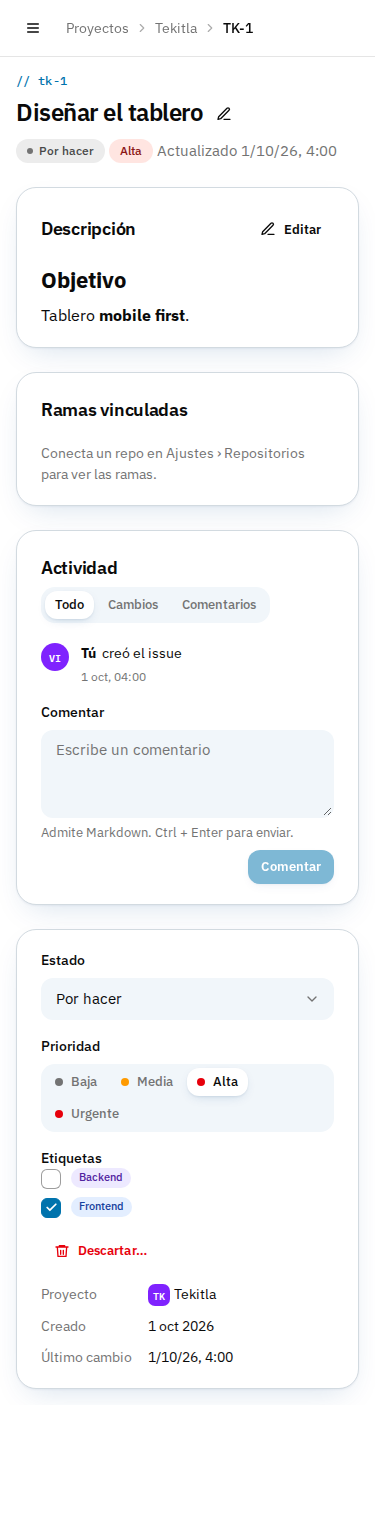 Proyectos > Tekitla > TK-1
// tk-1
Diseñar el tablero
Por hacer Alta Actualizado 1/10/26, 4:00
Descripción Editar
Objetivo
Tablero mobile first.
Ramas vinculadas
Conecta un repo en Ajustes › Repositorios
para ver las ramas.
Actividad
Todo Cambios Comentarios
VI Tú creó el issue
1 oct, 04:00
Comentar
Escribe un comentario
Admite Markdown. Ctrl + Enter para enviar.
Comentar
Estado
Por hacer
Prioridad
Baja Media Alta
Urgente
Etiquetas
Backend
Frontend
Descartar...
Proyecto TK Tekitla
Creado 1 oct 2026
Último cambio 1/10/26, 4:00